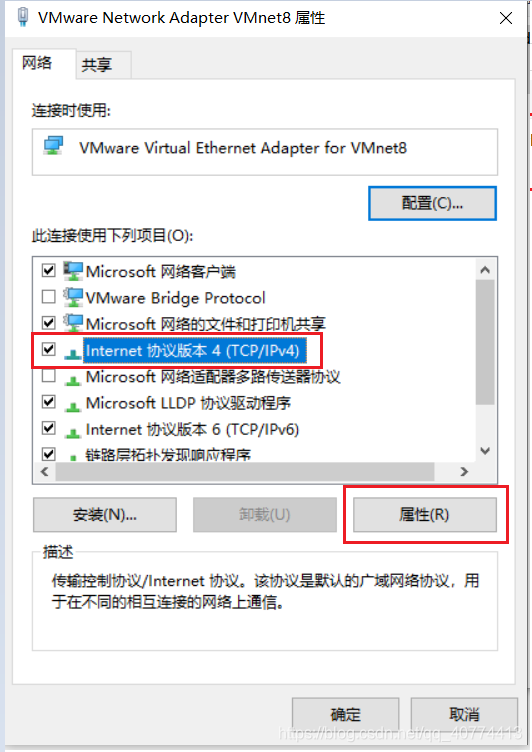 VMware Network Adapter VMnet8 属性
网络
共享
连接时使用:
VMware Virtual Ethernet Adapter for VMnet8
配置(C)...
此连接使用下列项目(O):
Microsoft 网络客户端
VMware Bridge Protocol
Microsoft 网络的文件和打印机共享
Internet 协议版本 4 (TCP/IPv4)
Microsoft 网络适配器多路传送器协议
Microsoft LLDP 协议驱动程序
Internet 协议版本 6 (TCP/IPv6)
链路层拓扑发现响应程序
安装(N)...
卸载(U)
属性(R)
描述
传输控制协议/Internet 协议。该协议是默认的广域网络协议，用
于在不同的相互连接的网络上通信。
确定
取消
https://blog.csdn.net/qq_40774413